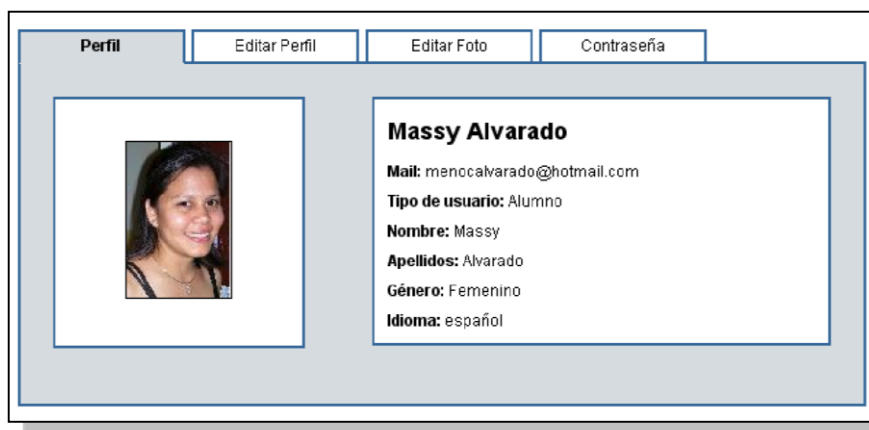 Perfil
Editar Perfil
Editar Foto
Contraseña
Massy Alvarado
Mail: menocalvarado@hotmail.com
Tipo de usuario: Alumno
Nombre: Massy
Apellidos: Alvarado
Género: Femenino
Idioma: español